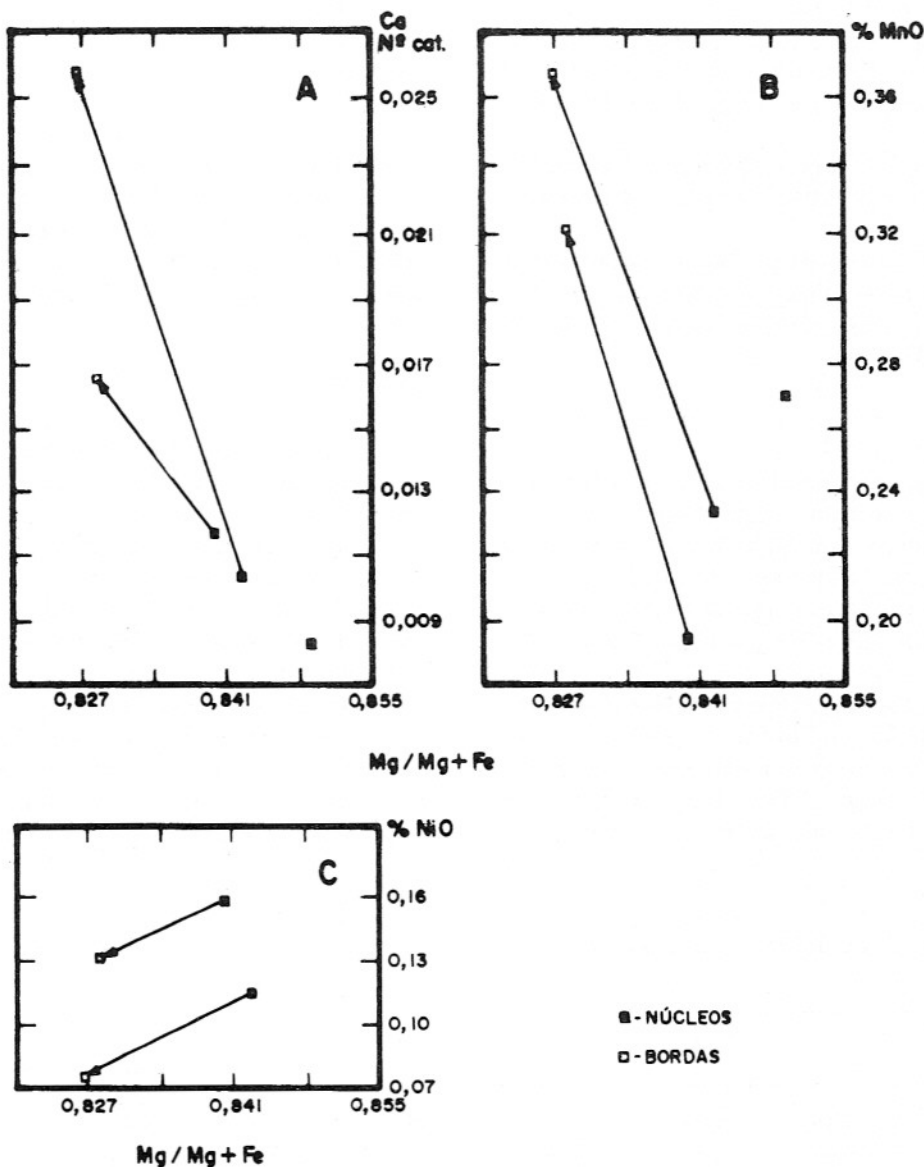 Ca
Nº cat.
A
0,025
0,021
0,017
0,013
0,009
0,827
0,841
0,855
% MnO
B
0,36
0,32
0,28
0,24
0,20
0,827
0,841
0,855
Mg/Mg+Fe
% NiO
C
0,16
0,13
0,10
0,07
0,827
0,841
0,855
Mg/Mg+Fe
- NÚCLEOS
- BORDAS